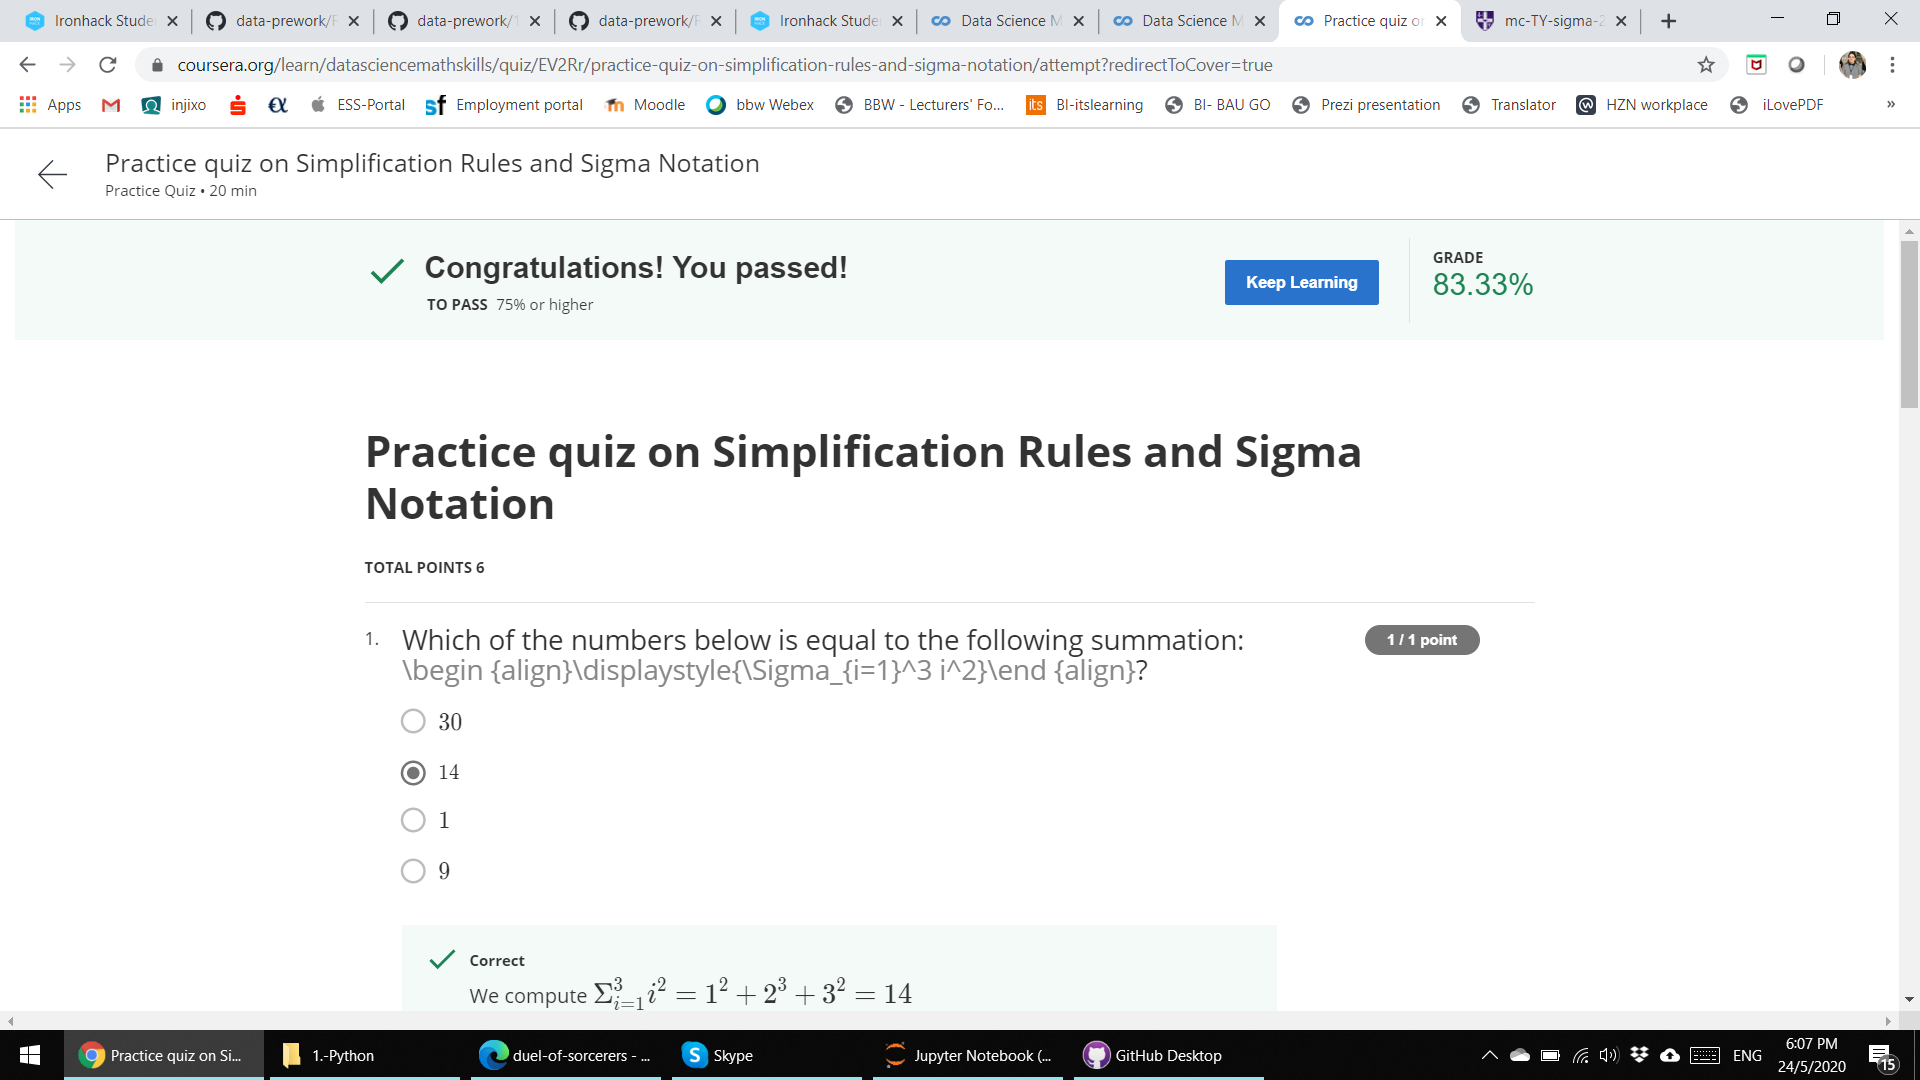 Ironhack Stude
data-prework/F
data-prework/1
data-prework/F
Ironhack Stude
Data Science M
Data Science M
Practice quiz or
mc-TY-sigma-2
coursera.org/learn/datasciencemathskills/quiz/EV2Rr/practice-quiz-on-simplification-rules-and-sigma-notation/attempt?redirectToCover=true
Apps injixo ESS-Portal Employment portal Moodle bbw Webex BBW - Lecturers' Fo... its BI-itslearning BI- BAU GO Prezi presentation Translator HZN workplace iLovePDF »
Practice quiz on Simplification Rules and Sigma Notation
Practice Quiz • 20 min
Congratulations! You passed!
TO PASS 75% or higher
Keep Learning
GRADE
83.33%
Practice quiz on Simplification Rules and Sigma
Notation
TOTAL POINTS 6
1. Which of the numbers below is equal to the following summation:
\begin {align}\displaystyle{\Sigma_{i=1}^3 i^2}\end {align}?
1 / 1 point
30
14
1
9
Correct
We compute Σ³ᵢ₌₁ i² = 1² + 2³ + 3² = 14
Practice quiz on Si...
1.-Python
duel-of-sorcerers - ...
Skype
Jupyter Notebook (...
GitHub Desktop
ENG
6:07 PM
24/5/2020
15